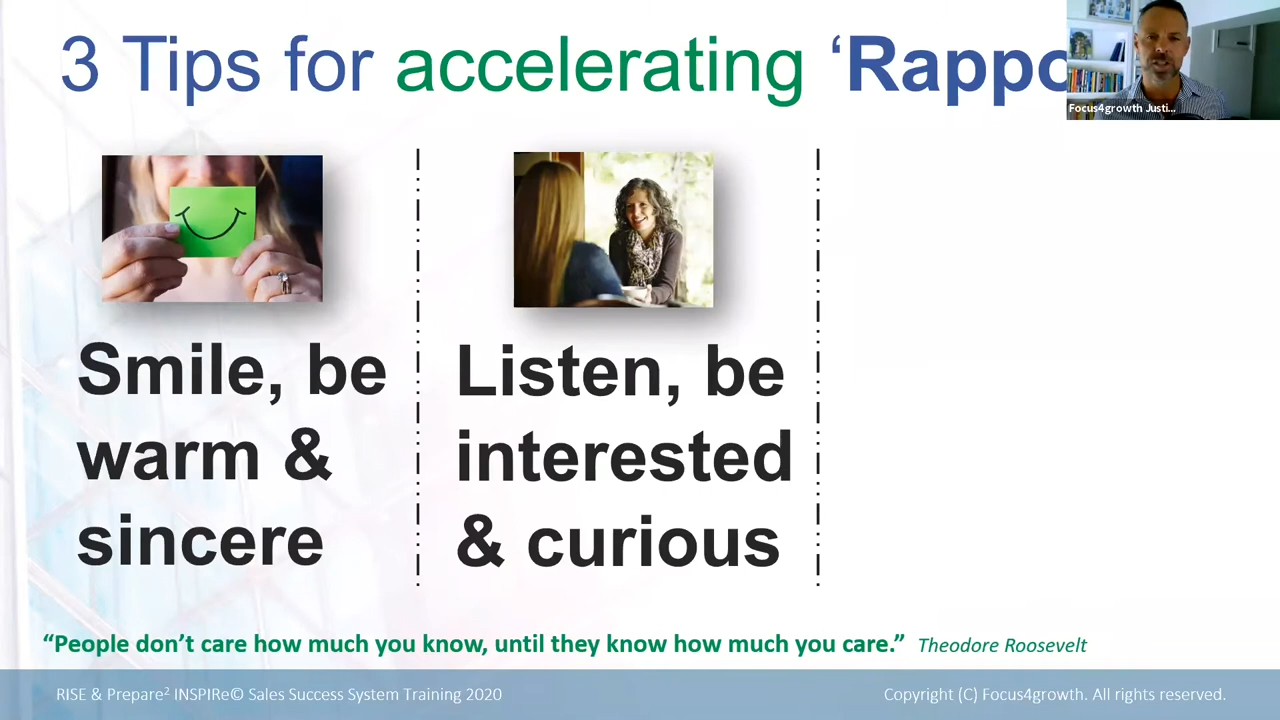 3 Tips for accelerating ‘Rappo
Focus4growth Justi...
Smile, be
warm &
sincere
Listen, be
interested
& curious
“People don’t care how much you know, until they know how much you care.” Theodore Roosevelt
RISE & Prepare² INSPIRe© Sales Success System Training 2020
Copyright (C) Focus4growth. All rights reserved.